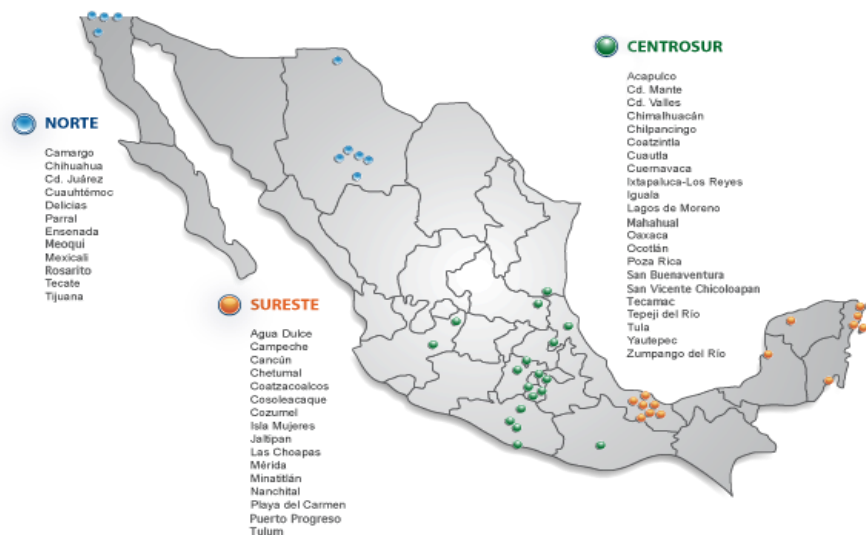 NORTE
Camargo
Chihuahua
Cd. Juárez
Cuauhtémoc
Delicias
Parral
Ensenada
Meoqui
Mexicali
Rosarito
Tecate
Tijuana
SURESTE
Agua Dulce
Campeche
Cancún
Chetumal
Coatzacoalcos
Cosoleacaque
Cozumel
Isla Mujeres
Jaltipan
Las Choapas
Mérida
Minatitlán
Nanchital
Playa del Carmen
Puerto Progreso
Tulum
CENTROSUR
Acapulco
Cd. Mante
Cd. Valles
Chimalhuacán
Chilpancingo
Coatzintla
Cuautla
Cuernavaca
Ixtapaluca-Los Reyes
Iguala
Lagos de Moreno
Mahahual
Oaxaca
Ocotlán
Poza Rica
San Buenaventura
San Vicente Chicoloapan
Tecamac
Tepeji del Río
Tula
Yautepec
Zumpango del Río